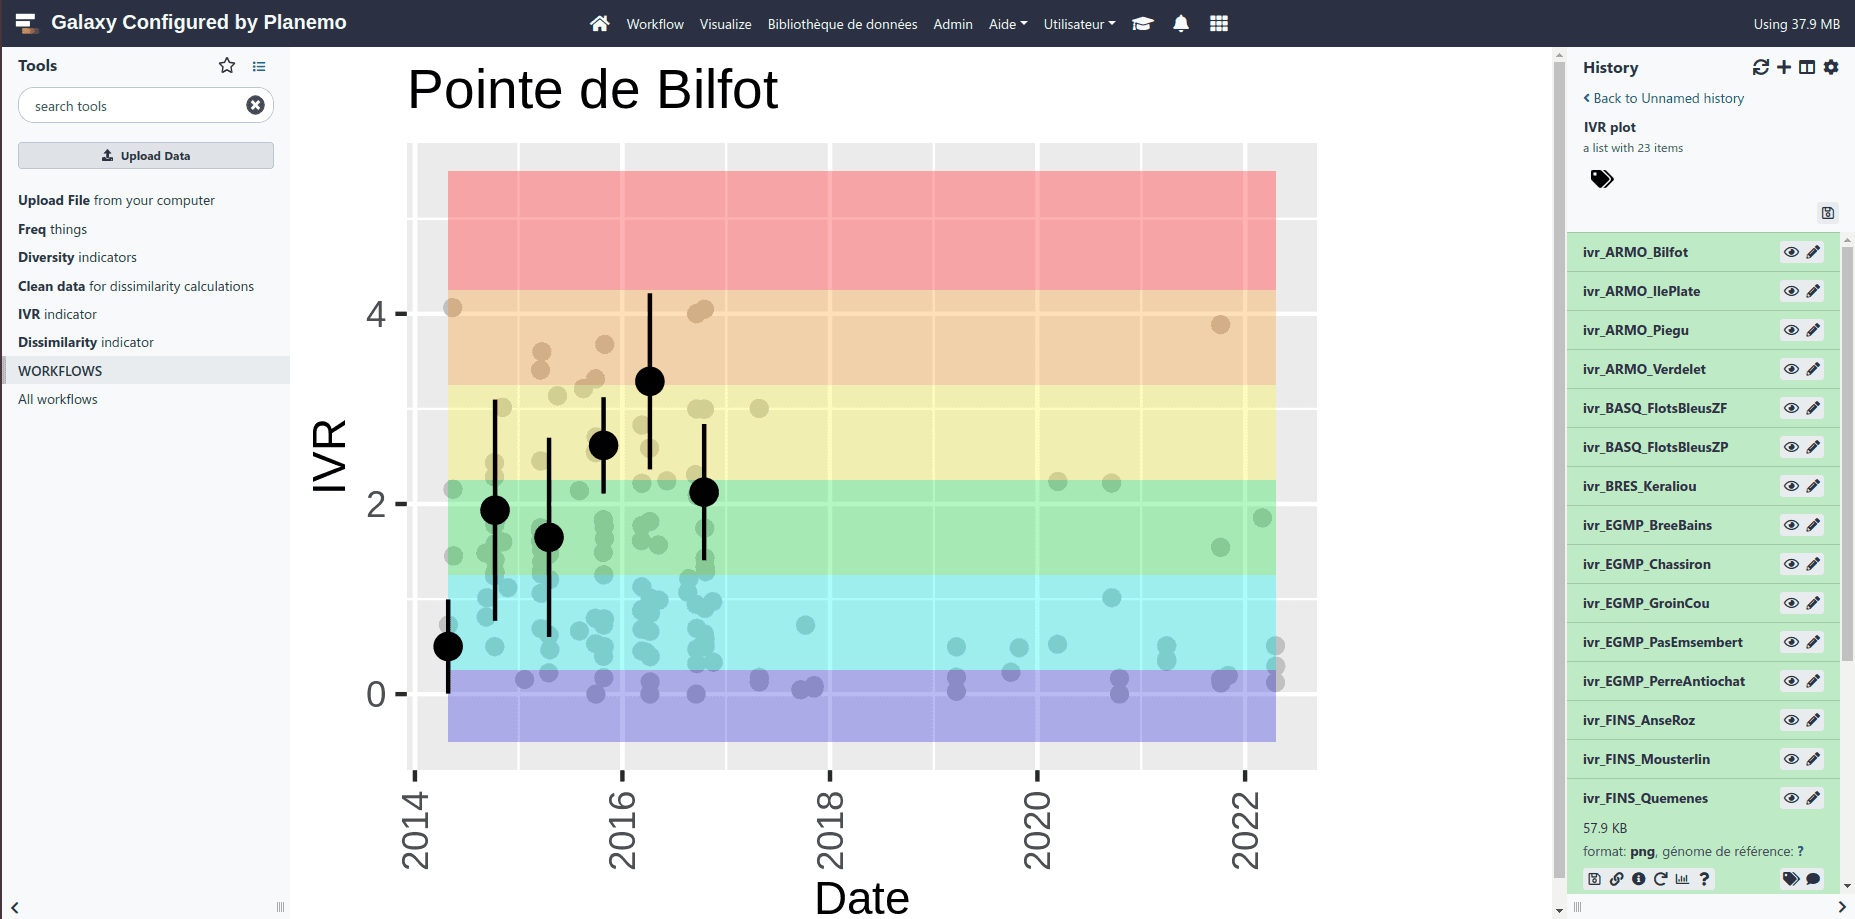 Galaxy Configured by Planemo
Workflow Visualize Bibliothèque de données Admin Aide Utilisateur
Using 37.9 MB
Tools
search tools
Upload Data
Upload File from your computer
Freq things
Diversity indicators
Clean data for dissimilarity calculations
IVR indicator
Dissimilarity indicator
WORKFLOWS
All workflows
Pointe de Bilfot
IVR
4
2
0
2014
2016
2018
2020
2022
Date
History
Back to Unnamed history
IVR plot
a list with 23 items
ivr_ARMO_Bilfot
ivr_ARMO_IlePlate
ivr_ARMO_Piegu
ivr_ARMO_Verdelet
ivr_BASQ_FlotsBleusZF
ivr_BASQ_FlotsBleusZP
ivr_BRES_Keraliou
ivr_EGMP_BreeBains
ivr_EGMP_Chassiron
ivr_EGMP_GroinCou
ivr_EGMP_PasEmsembert
ivr_EGMP_PerreAntiochat
ivr_FINS_AnseRoz
ivr_FINS_Mousterlin
ivr_FINS_Quemenes
57.9 KB
format: png, génome de référence: ?